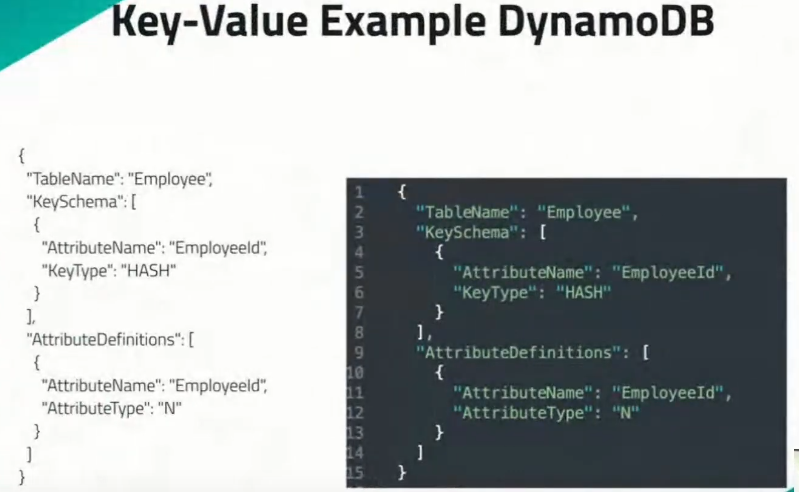 Key-Value Example DynamoDB
{
"TableName": "Employee",
"KeySchema": [
{
"AttributeName": "EmployeeId",
"KeyType": "HASH"
}
],
"AttributeDefinitions": [
{
"AttributeName": "EmployeeId",
"AttributeType": "N"
}
]
}
1 {
2 "TableName": "Employee",
3 "KeySchema": [
4 {
5 "AttributeName": "EmployeeId",
6 "KeyType": "HASH"
7 }
8 ],
9 "AttributeDefinitions": [
10 {
11 "AttributeName": "EmployeeId",
12 "AttributeType": "N"
13 }
14 ]
15 }